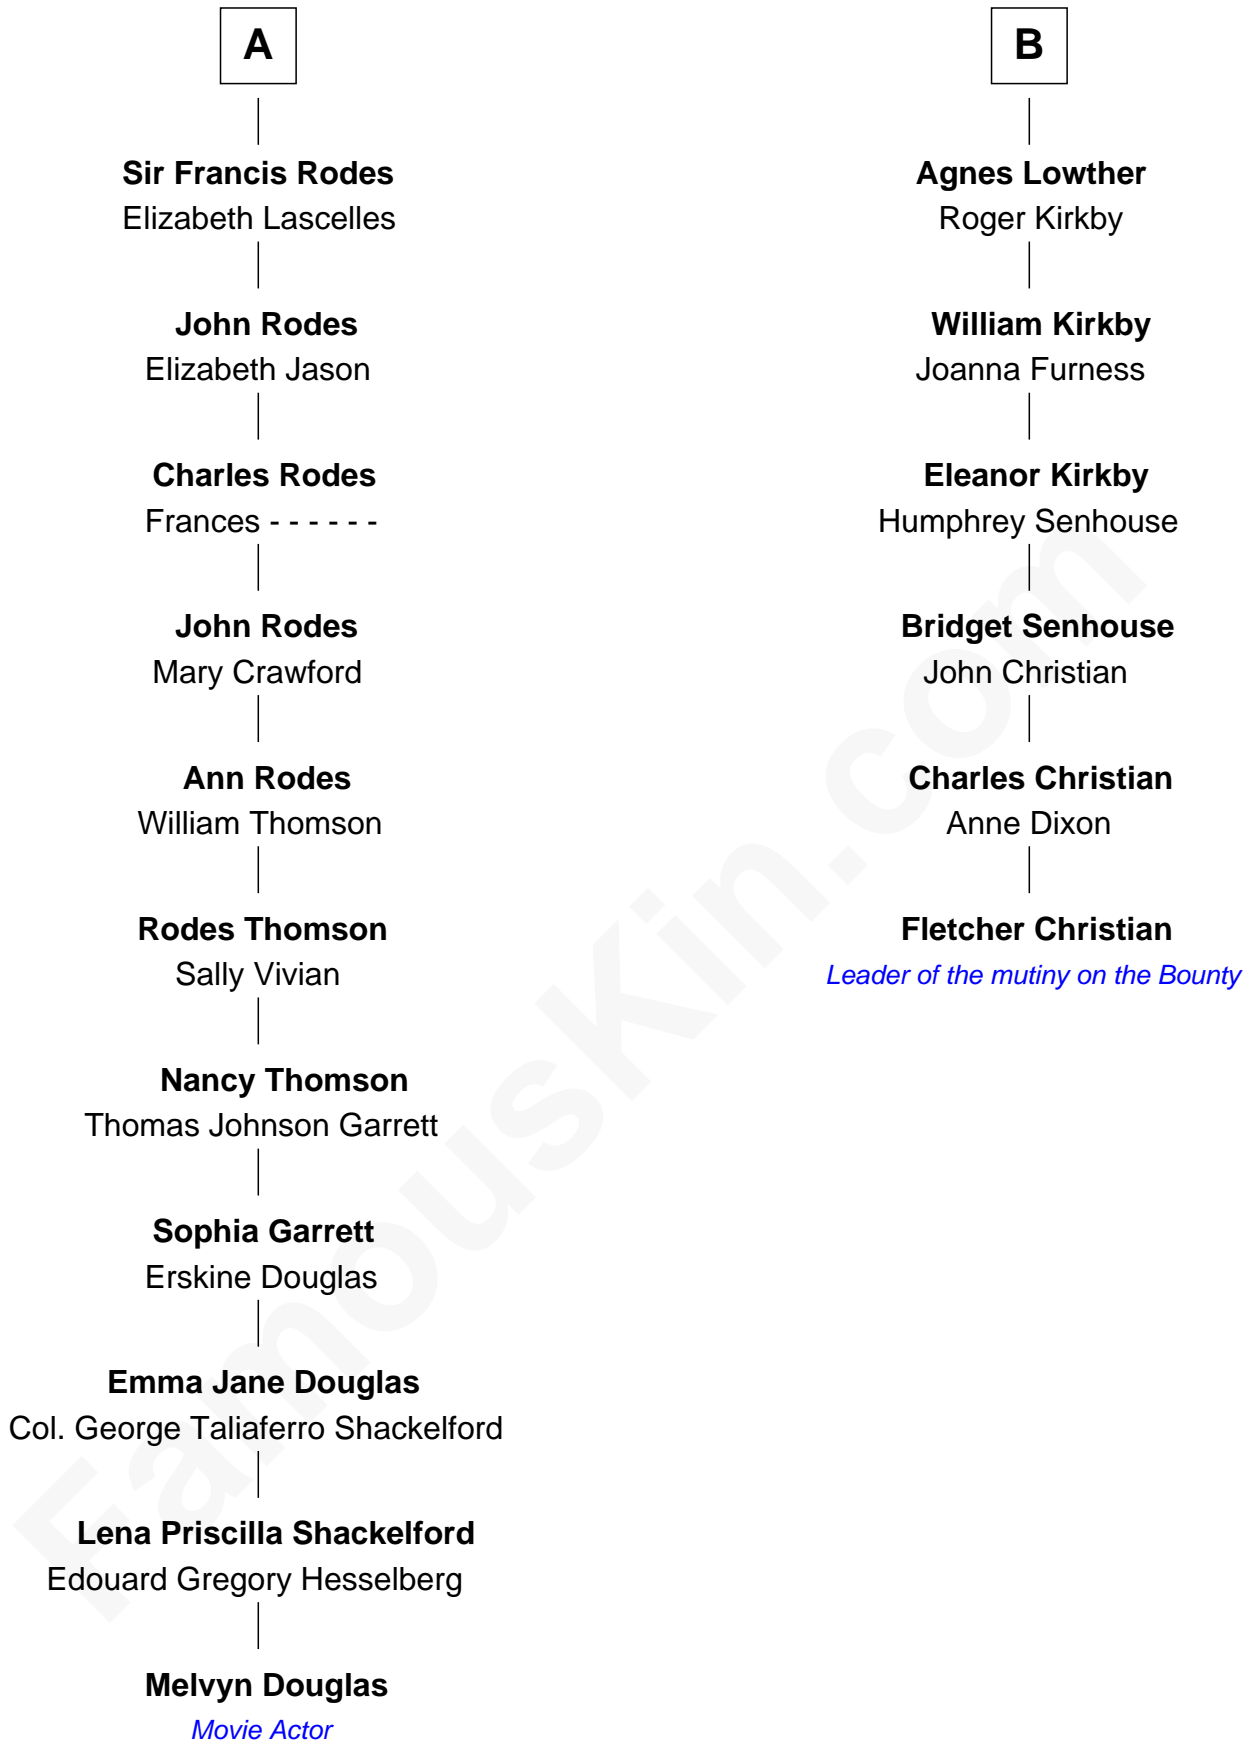 A
Sir Francis Rodes
Elizabeth Lascelles
John Rodes
Elizabeth Jason
Charles Rodes
Frances - - - - - -
John Rodes
Mary Crawford
Ann Rodes
William Thomson
Rodes Thomson
Sally Vivian
Nancy Thomson
Thomas Johnson Garrett
Sophia Garrett
Erskine Douglas
Emma Jane Douglas
Col. George Taliaferro Shackelford
Lena Priscilla Shackelford
Edouard Gregory Hesselberg
Melvyn Douglas
Movie Actor
B
Agnes Lowther
Roger Kirkby
William Kirkby
Joanna Furness
Eleanor Kirkby
Humphrey Senhouse
Bridget Senhouse
John Christian
Charles Christian
Anne Dixon
Fletcher Christian
Leader of the mutiny on the Bounty
FamousKin.com